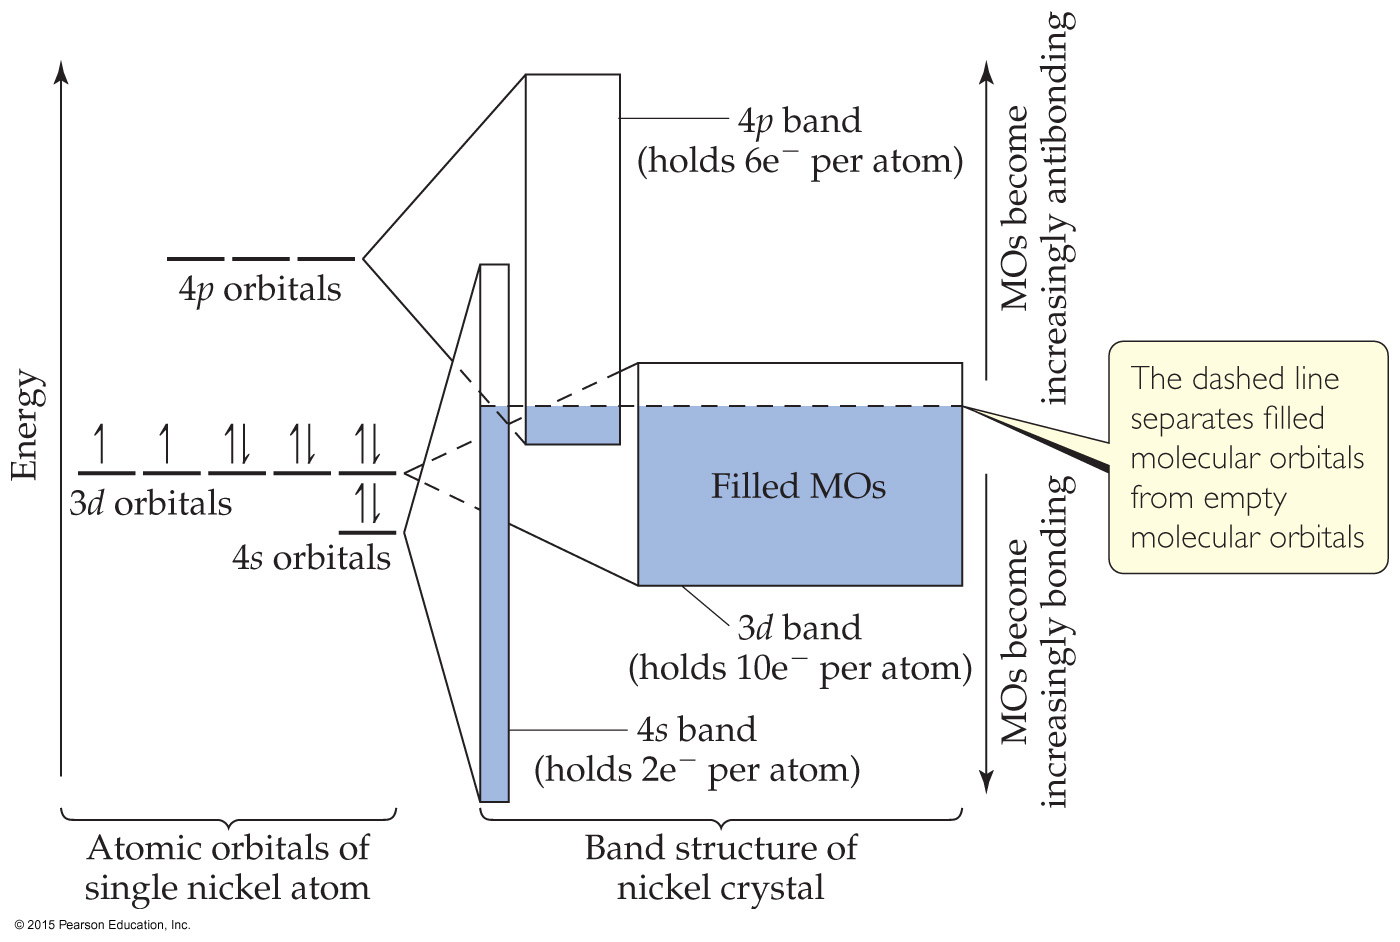 Energy
4p orbitals
3d orbitals
4s orbitals
4p band
(holds 6e⁻ per atom)
Filled MOs
3d band
(holds 10e⁻ per atom)
4s band
(holds 2e⁻ per atom)
MOs become
increasingly antibonding
MOs become
increasingly bonding
The dashed line
separates filled
molecular orbitals
from empty
molecular orbitals
Atomic orbitals of
single nickel atom
Band structure of
nickel crystal
© 2015 Pearson Education, Inc.